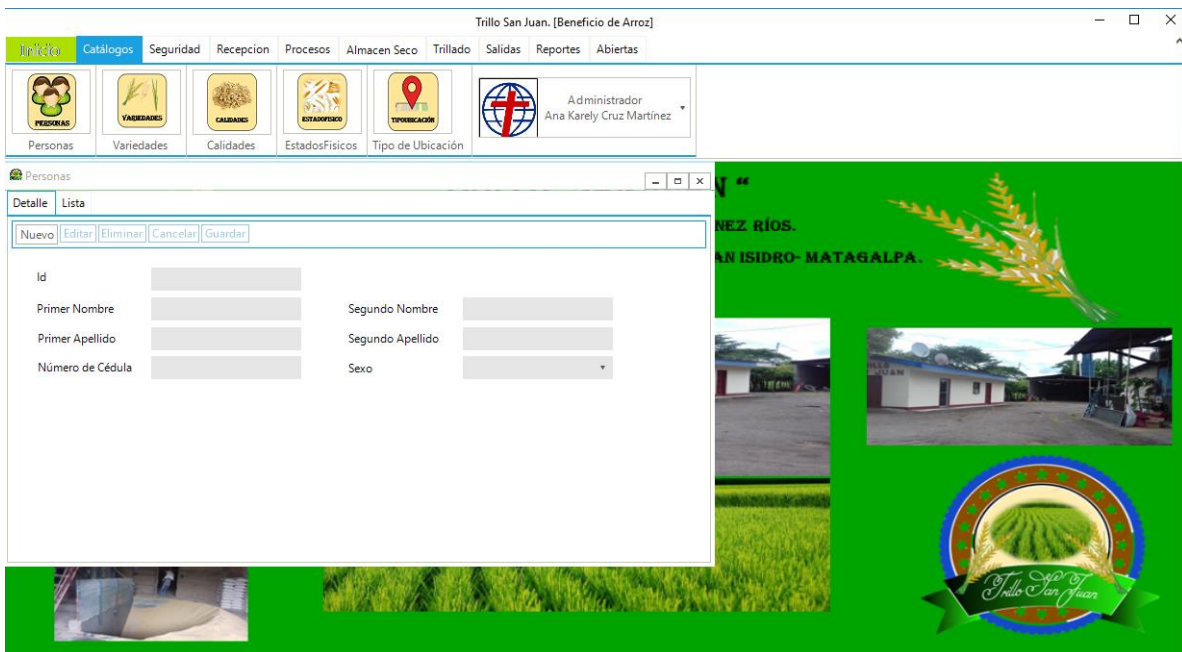 Trillo San Juan. [Beneficio de Arroz]
Inicio Catálogos Seguridad Recepcion Procesos Almacen Seco Trillado Salidas Reportes Abiertas
PERSONAS VARIEDADES CALIDADES ESTADOFISICO TIPOUBICACIÓN
Administrador
Ana Karely Cruz Martínez
Personas Variedades Calidades EstadosFisicos Tipo de Ubicación
Personas
N “
Detalle Lista
Nuevo Editar Eliminar Cancelar Guardar
NEZ RÍOS.
AN ISIDRO- MATAGALPA.
Id
Primer Nombre Segundo Nombre
Primer Apellido Segundo Apellido
Número de Cédula Sexo
JUAN
Trillo San Juan